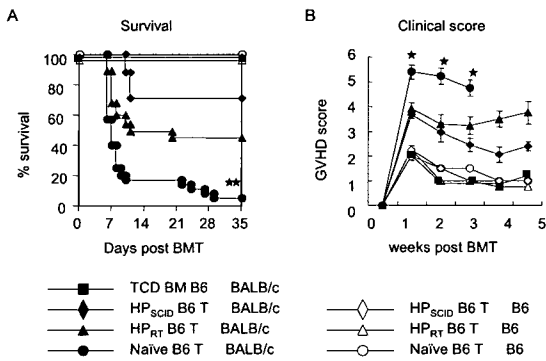 A
Survival
B
Clinical score
% survival
100
80
60
40
20
0
0 7 14 21 28 35
Days post BMT
★★
GVHD score
6
5
4
3
2
1
0
0 1 2 3 4 5
weeks post BMT
★ ★ ★
TCD BM B6 BALB/c
HPSCID B6 T BALB/c
HPRT B6 T BALB/c
Naïve B6 T BALB/c
HPSCID B6 T B6
HPRT B6 T B6
Naïve B6 T B6